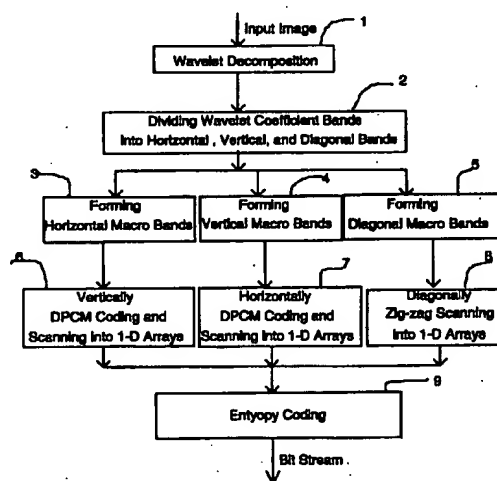 Input Image
1
Wavelet Decomposition
2
Dividing Wavelet Coefficient Bands
Into Horizontal , Vertical, and Diagonal Bands
3
4
5
Forming
Horizontal Macro Bands
Forming
Vertical Macro Bands
Forming
Diagonal Macro Bands
6
7
8
Vertically
DPCM Coding and
Scanning Into 1-D Arrays
Horizontally
DPCM Coding and
Scanning Into 1-D Arrays
Diagonally
Zig-zag Scanning
Into 1-D Arrays
9
Entyopy Coding
Bit Stream